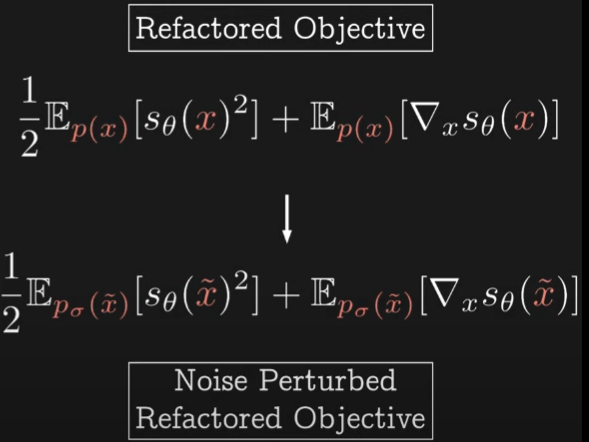 Refactored Objective
$\frac{1}{2}\mathbb{E}_{p(x)}[s_\theta(x)^2] + \mathbb{E}_{p(x)}[\nabla_x s_\theta(x)]$
$\frac{1}{2}\mathbb{E}_{p_\sigma(\tilde{x})}[s_\theta(\tilde{x})^2] + \mathbb{E}_{p_\sigma(\tilde{x})}[\nabla_x s_\theta(\tilde{x})]$
Noise Perturbed
Refactored Objective